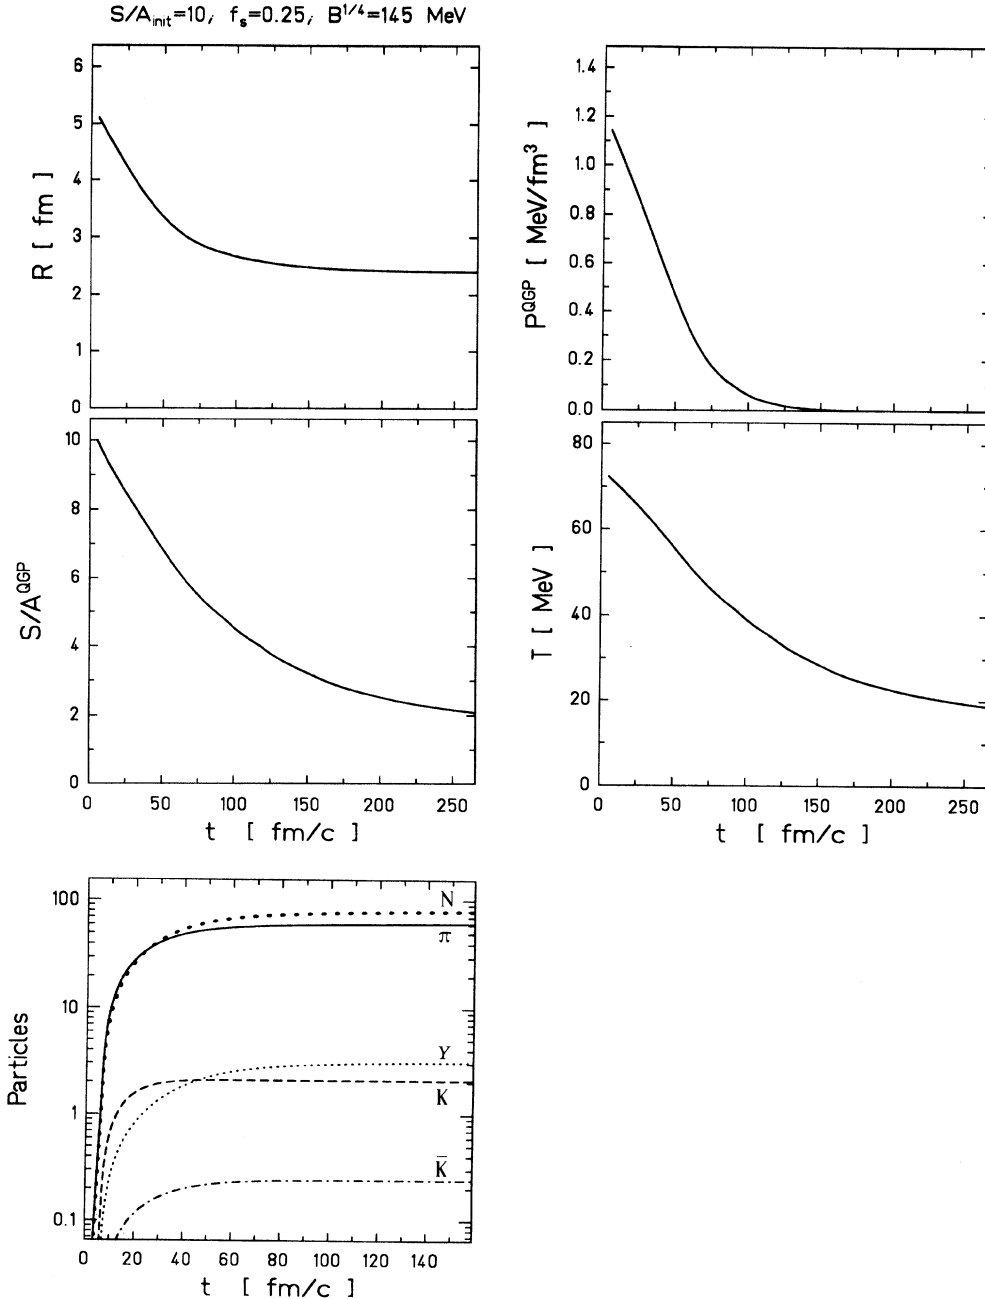 S/A_init=10, f_s=0.25, B^1/4=145 MeV
R [ fm ]
6
5
4
3
2
1
0
P^QGP [ MeV/fm^3 ]
1.4
1.2
1.0
0.8
0.6
0.4
0.2
0.0
S/A^QGP
10
8
6
4
2
0
0 50 100 150 200 250
t [ fm/c ]
T [ MeV ]
80
60
40
20
0
0 50 100 150 200 250
t [ fm/c ]
Particles
100
10
1
0.1
N
π
Y
K
K̄
0 20 40 60 80 100 120 140
t [ fm/c ]